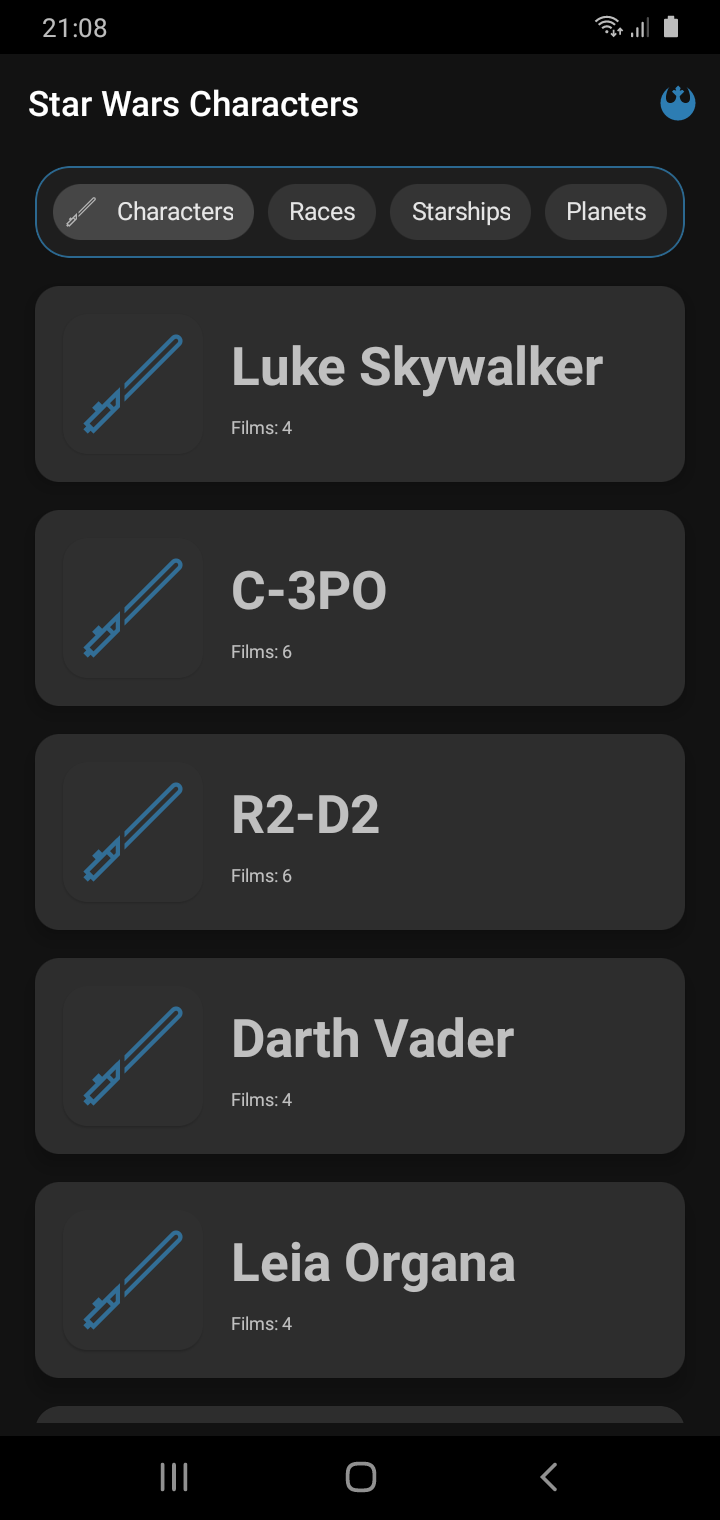 21:08
Star Wars Characters
Characters Races Starships Planets
Luke Skywalker
Films: 4
C-3PO
Films: 6
R2-D2
Films: 6
Darth Vader
Films: 4
Leia Organa
Films: 4